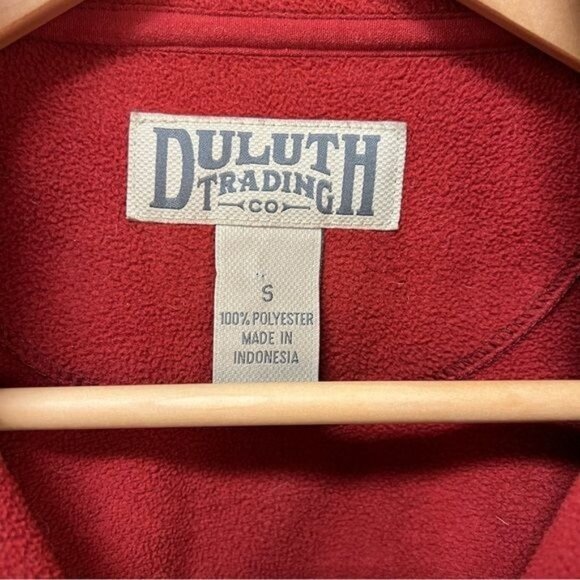 DULUTH
TRADING
CO
S
100% POLYESTER
MADE IN
INDONESIA